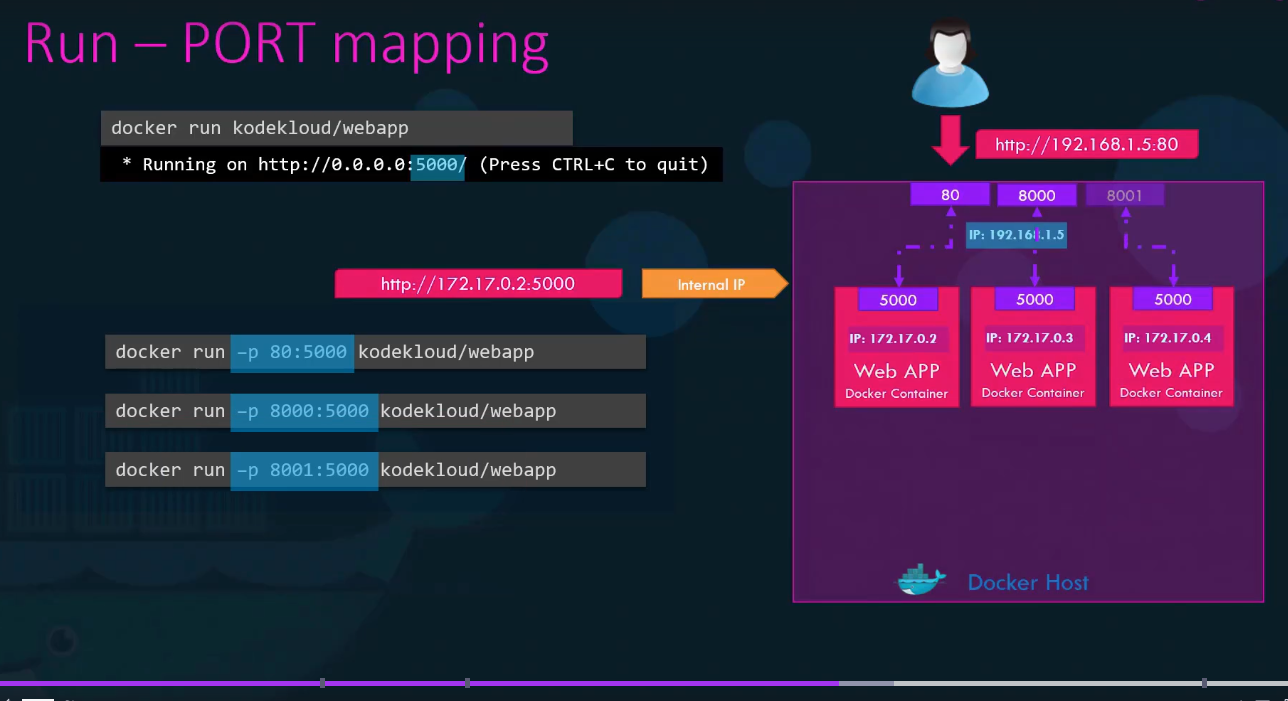 Run – PORT mapping
docker run kodekloud/webapp
* Running on http://0.0.0.0:5000/ (Press CTRL+C to quit)
http://192.168.1.5:80
80 8000 8001
IP: 192.168.1.5
http://172.17.0.2:5000 Internal IP
5000 5000 5000
IP: 172.17.0.2 IP: 172.17.0.3 IP: 172.17.0.4
Web APP Web APP Web APP
Docker Container Docker Container Docker Container
docker run –p 80:5000 kodekloud/webapp
docker run –p 8000:5000 kodekloud/webapp
docker run –p 8001:5000 kodekloud/webapp
Docker Host